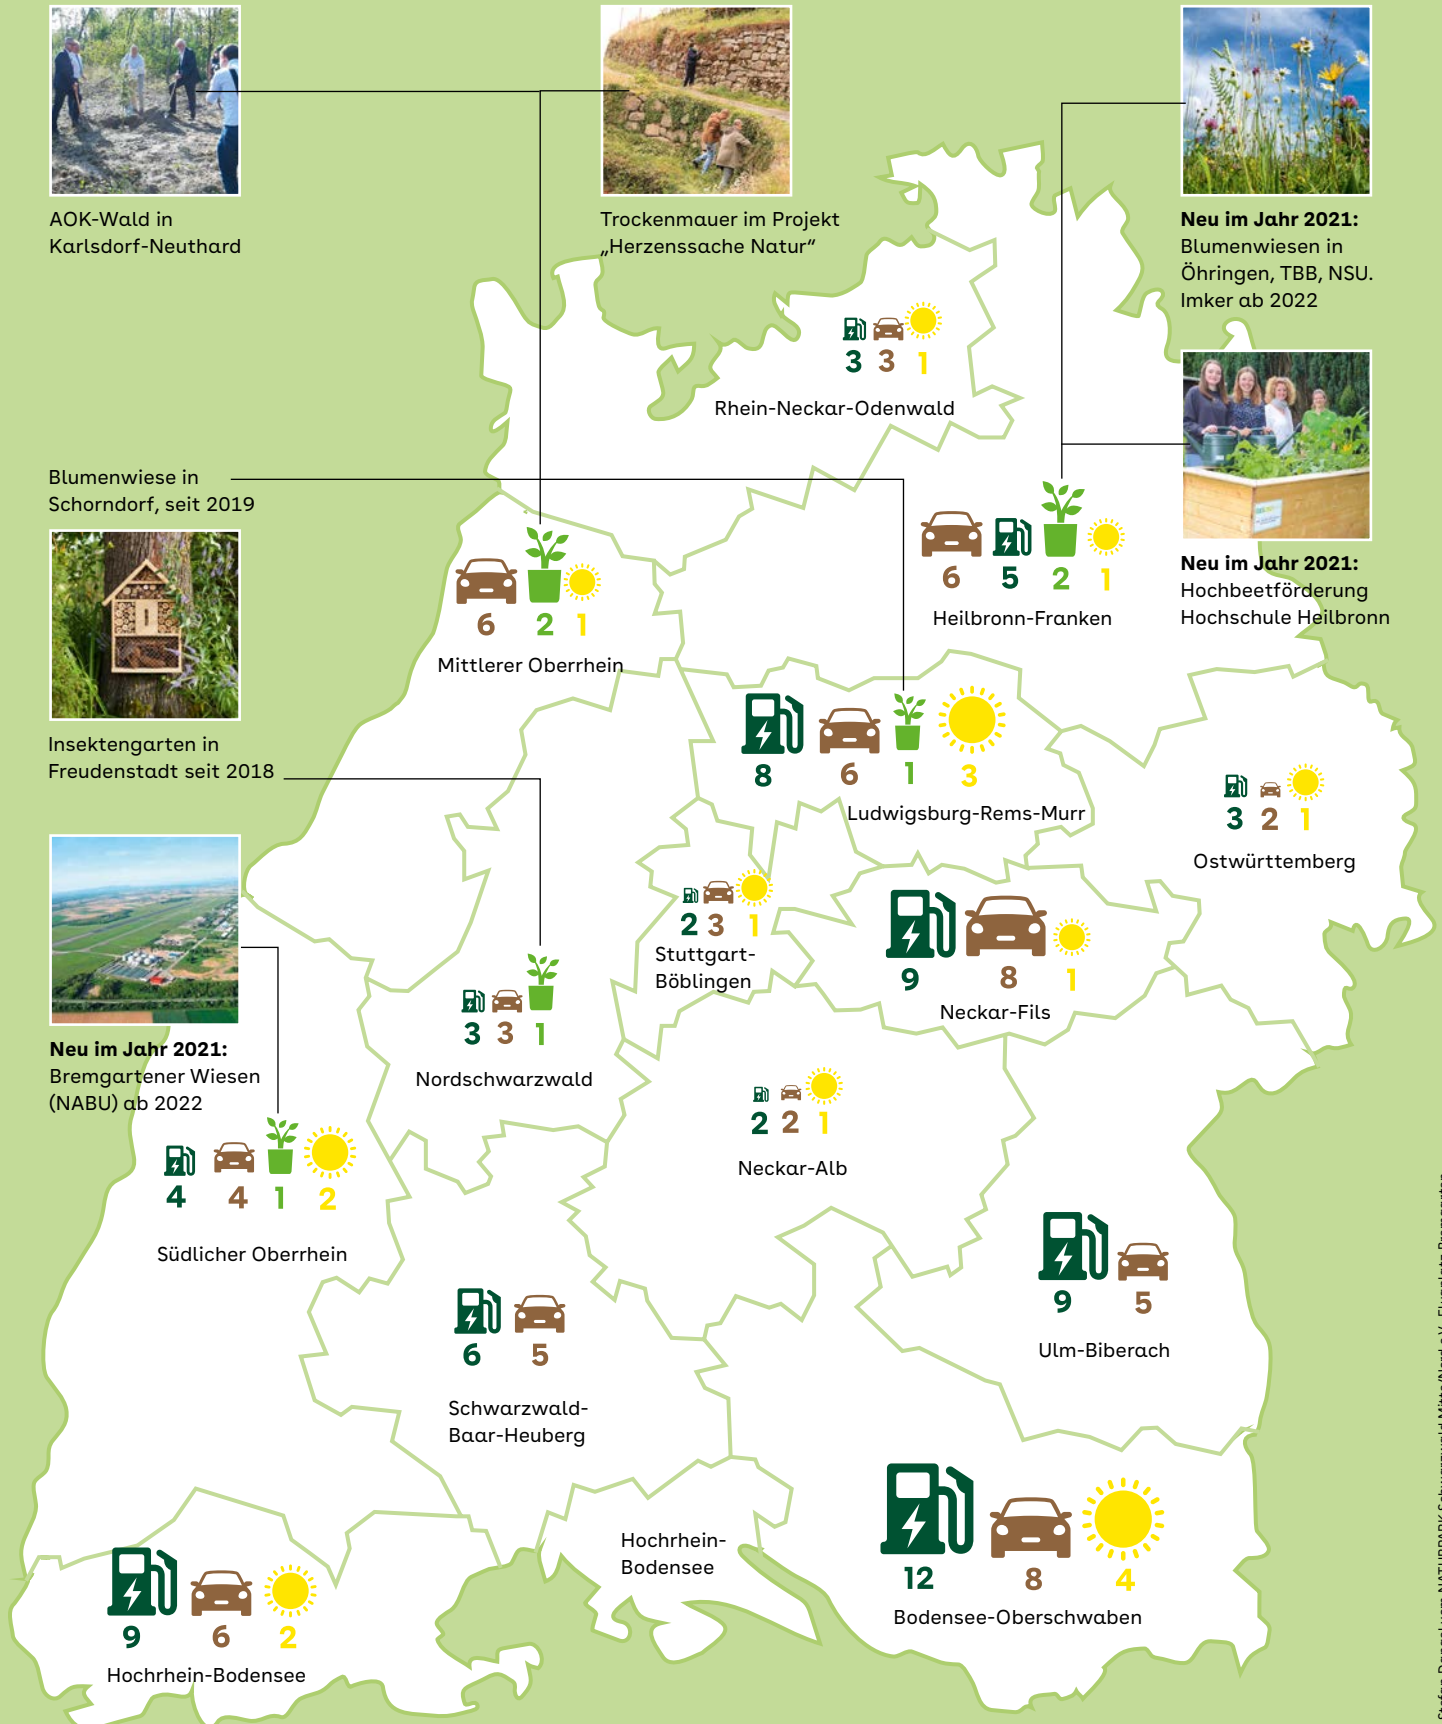 AOK-Wald in
Karlsdorf-Neuthard
Trockenmauer im Projekt
„Herzenssache Natur“
Neu im Jahr 2021:
Blumenwiesen in
Öhringen, TBB, NSU.
Imker ab 2022
3 3 1
Rhein-Neckar-Odenwald
Blumenwiese in
Schorndorf, seit 2019
6 5 2 1
Heilbronn-Franken
Neu im Jahr 2021:
Hochbeetförderung
Hochschule Heilbronn
6 2 1
Mittlerer Oberrhein
Insektengarten in
Freudenstadt seit 2018
8 6 1 3
Ludwigsburg-Rems-Murr
3 2 1
Ostwürttemberg
2 3 1
Stuttgart-
Böblingen
9 8 1
Neckar-Fils
3 3 1
Nordschwarzwald
Neu im Jahr 2021:
Bremgartener Wiesen
(NABU) ab 2022
2 2 1
Neckar-Alb
4 4 1 2
Südlicher Oberrhein
9 5
Ulm-Biberach
6 5
Schwarzwald-
Baar-Heuberg
Hochrhein-
Bodensee
12 8 4
Bodensee-Oberschwaben
9 6 2
Hochrhein-Bodensee